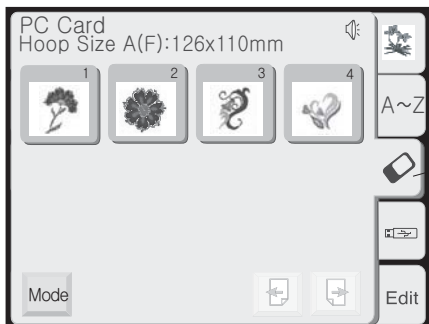 PC Card
Hoop Size A(F):126x110mm
1 2 3 4
A~Z
Mode
Edit